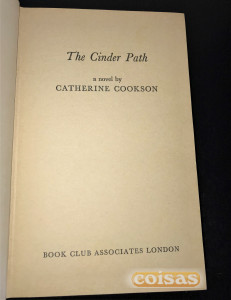 The Cinder Path
a novel by
CATHERINE COOKSON
BOOK CLUB ASSOCIATES LONDON
coisas